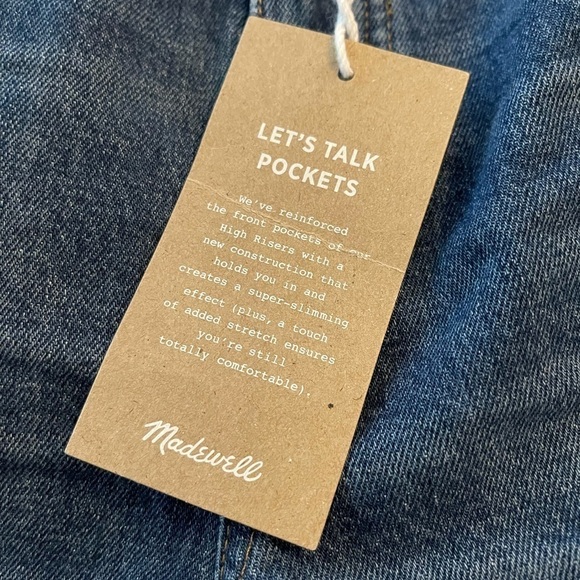 LET'S TALK
POCKETS
We've reinforced
the front pockets of our
High Risers with a
new construction that
holds you in and
creates a super-slimming
effect (plus, a touch
of added stretch ensures
you're still
totally comfortable).
Madewell